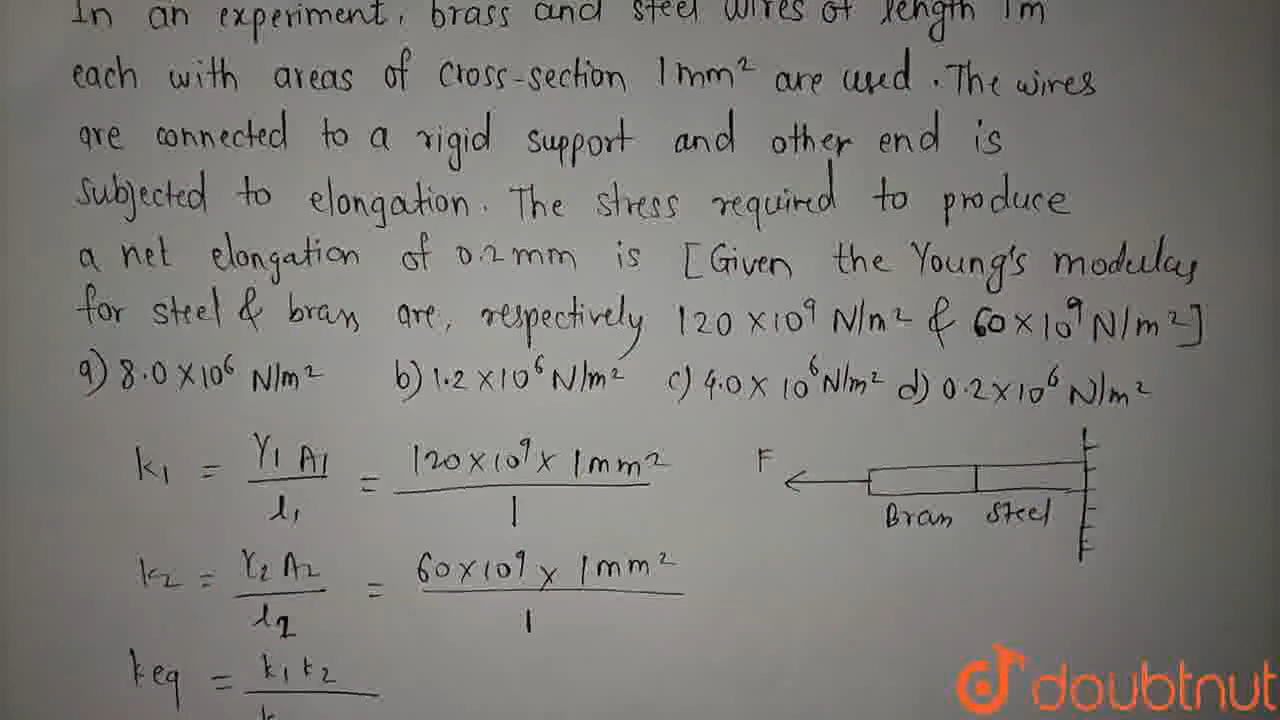 In an experiment, brass and steel wires of length 1m
each with areas of cross-section 1mm² are used. The wires
are connected to a rigid support and other end is
subjected to elongation. The stress required to produce
a net elongation of 0.2mm is [Given the Young's modulus
for steel & brass are, respectively 120×10⁹ N/m² & 60×10⁹ N/m²]
a) 8.0×10⁶ N/m² b) 1.2×10⁶ N/m² c) 4.0×10⁶ N/m² d) 0.2×10⁶ N/m²
k₁ = Y₁A₁/l₁ = 120×10⁹×1mm²/1
F
Brass Steel
k₂ = Y₂A₂/l₂ = 60×10⁹×1mm²/1
keq = k₁k₂
doubtnut